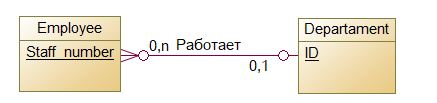 Employee
Staff_number
0,n Работает
0,1
Departament
ID